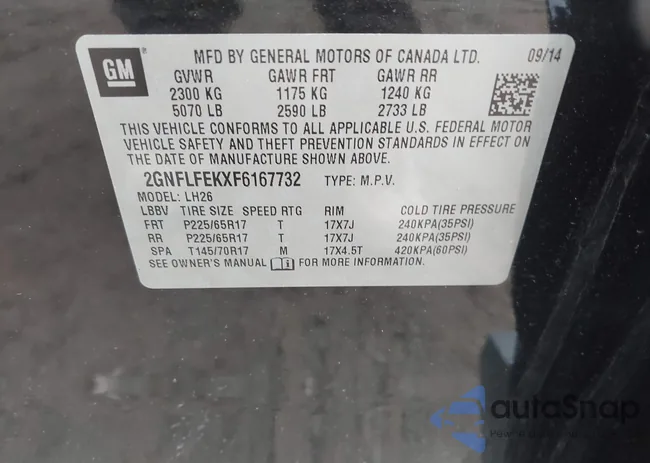 GM
MFD BY GENERAL MOTORS OF CANADA LTD. 09/14
GVWR GAWR FRT GAWR RR
2300 KG 1175 KG 1240 KG
5070 LB 2590 LB 2733 LB
THIS VEHICLE CONFORMS TO ALL APPLICABLE U.S. FEDERAL MOTOR
VEHICLE SAFETY AND THEFT PREVENTION STANDARDS IN EFFECT ON
THE DATE OF MANUFACTURE SHOWN ABOVE.
2GNFLFEKXF6167732 TYPE: M.P.V.
MODEL: LH26
LBBV TIRE SIZE SPEED RTG RIM COLD TIRE PRESSURE
FRT P225/65R17 T 17X7J 240KPA(35PSI)
RR P225/65R17 T 17X7J 240KPA(35PSI)
SPA T145/70R17 M 17X4.5T 420KPA(60PSI)
SEE OWNER'S MANUAL FOR MORE INFORMATION.
autoSnap